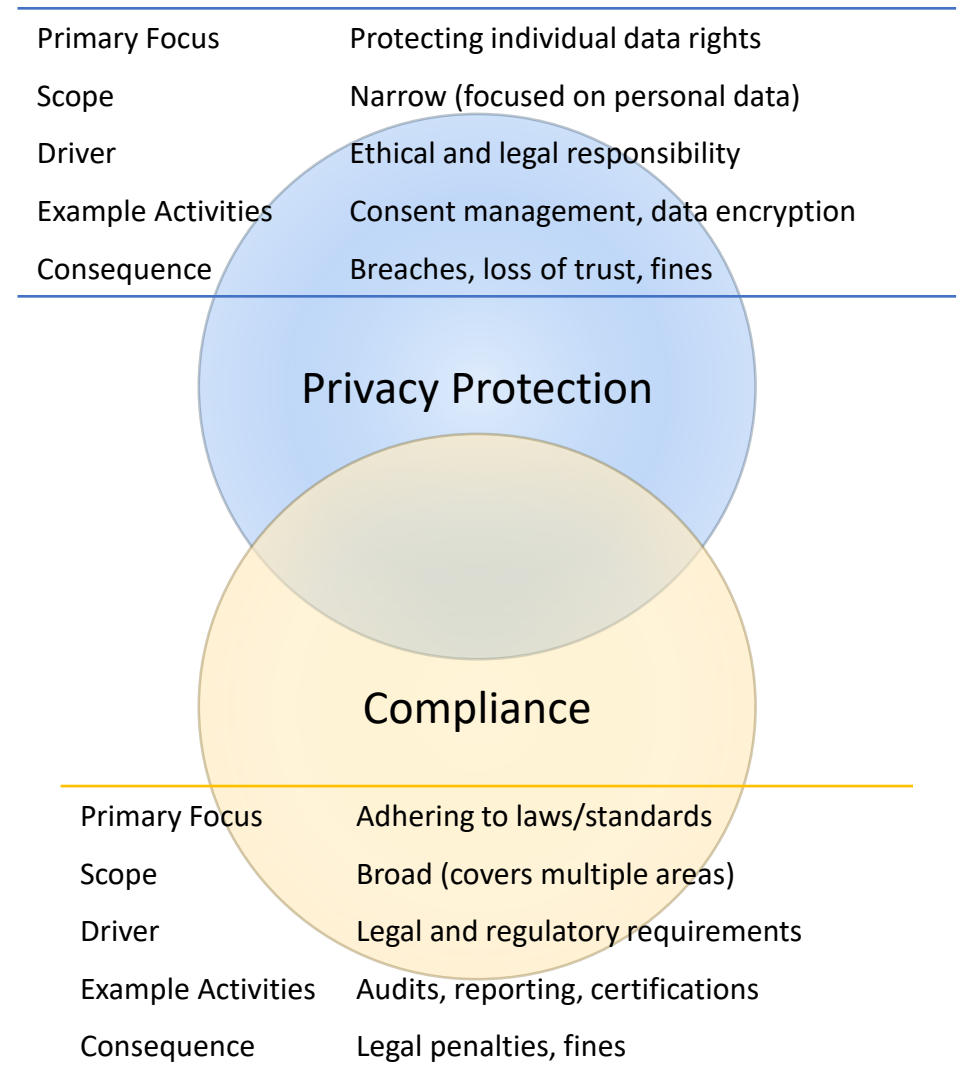 Primary Focus Protecting individual data rights
Scope Narrow (focused on personal data)
Driver Ethical and legal responsibility
Example Activities Consent management, data encryption
Consequence Breaches, loss of trust, fines
Privacy Protection
Compliance
Primary Focus Adhering to laws/standards
Scope Broad (covers multiple areas)
Driver Legal and regulatory requirements
Example Activities Audits, reporting, certifications
Consequence Legal penalties, fines